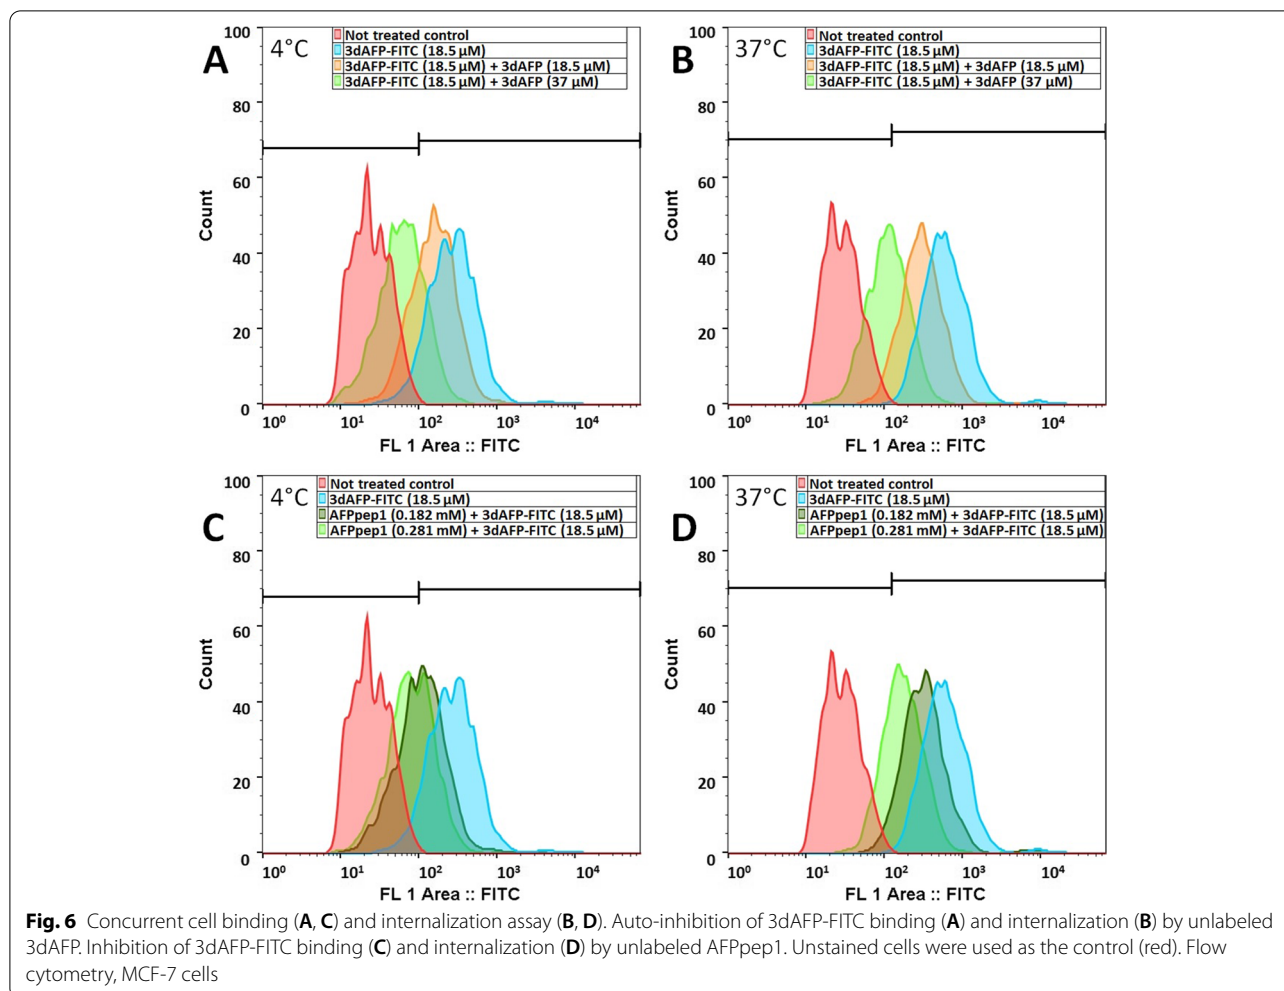 A
4°C
Not treated control
3dAFP-FITC (18.5 µM)
3dAFP-FITC (18.5 µM) + 3dAFP (18.5 µM)
3dAFP-FITC (18.5 µM) + 3dAFP (37 µM)
100
80
60
40
20
0
Count
10⁰ 10¹ 10² 10³ 10⁴
FL 1 Area :: FITC
B
37°C
Not treated control
3dAFP-FITC (18.5 µM)
3dAFP-FITC (18.5 µM) + 3dAFP (18.5 µM)
3dAFP-FITC (18.5 µM) + 3dAFP (37 µM)
100
80
60
40
20
0
Count
10⁰ 10¹ 10² 10³ 10⁴
FL 1 Area :: FITC
C
4°C
Not treated control
3dAFP-FITC (18.5 µM)
AFPpep1 (0.182 mM) + 3dAFP-FITC (18.5 µM)
AFPpep1 (0.281 mM) + 3dAFP-FITC (18.5 µM)
100
80
60
40
20
0
Count
10⁰ 10¹ 10² 10³ 10⁴
FL 1 Area :: FITC
D
37°C
Not treated control
3dAFP-FITC (18.5 µM)
AFPpep1 (0.182 mM) + 3dAFP-FITC (18.5 µM)
AFPpep1 (0.281 mM) + 3dAFP-FITC (18.5 µM)
100
80
60
40
20
0
Count
10⁰ 10¹ 10² 10³ 10⁴
FL 1 Area :: FITC
Fig. 6 Concurrent cell binding (A, C) and internalization assay (B, D). Auto-inhibition of 3dAFP-FITC binding (A) and internalization (B) by unlabeled
3dAFP. Inhibition of 3dAFP-FITC binding (C) and internalization (D) by unlabeled AFPpep1. Unstained cells were used as the control (red). Flow
cytometry, MCF-7 cells